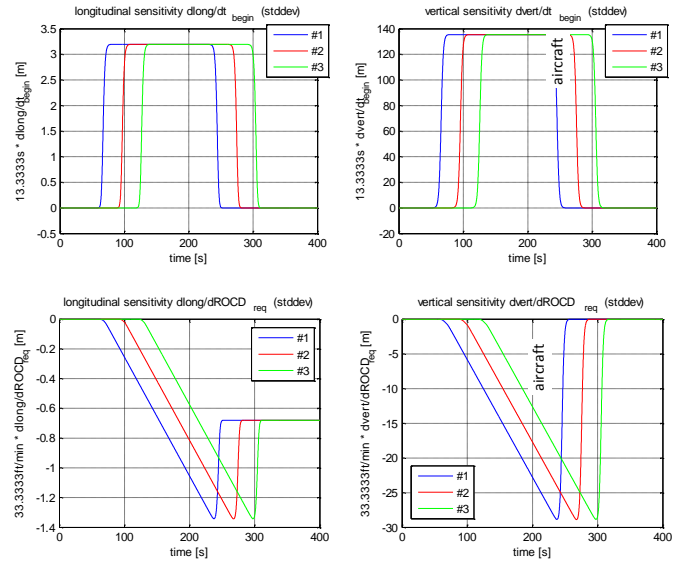 longitudinal sensitivity dlong/dt begin (stddev)
13.3333s * dlong/dt begin [m]
3.5
3
2.5
2
1.5
1
0.5
0
-0.5
0 100 200 300 400
time [s]
#1
#2
#3
vertical sensitivity dvert/dt begin (stddev)
13.3333s * dvert/dt begin [m]
140
120
100
80
60
40
20
0
-20
0 100 200 300 400
time [s]
aircraft
#1
#2
#3
longitudinal sensitivity dlong/dROCD req (stddev)
33.3333ft/min * dlong/dROCD req [m]
0
-0.2
-0.4
-0.6
-0.8
-1
-1.2
-1.4
0 100 200 300 400
time [s]
#1
#2
#3
vertical sensitivity dvert/dROCD req (stddev)
33.3333ft/min * dvert/dROCD req [m]
0
-5
-10
-15
-20
-25
-30
0 100 200 300 400
time [s]
aircraft
#1
#2
#3